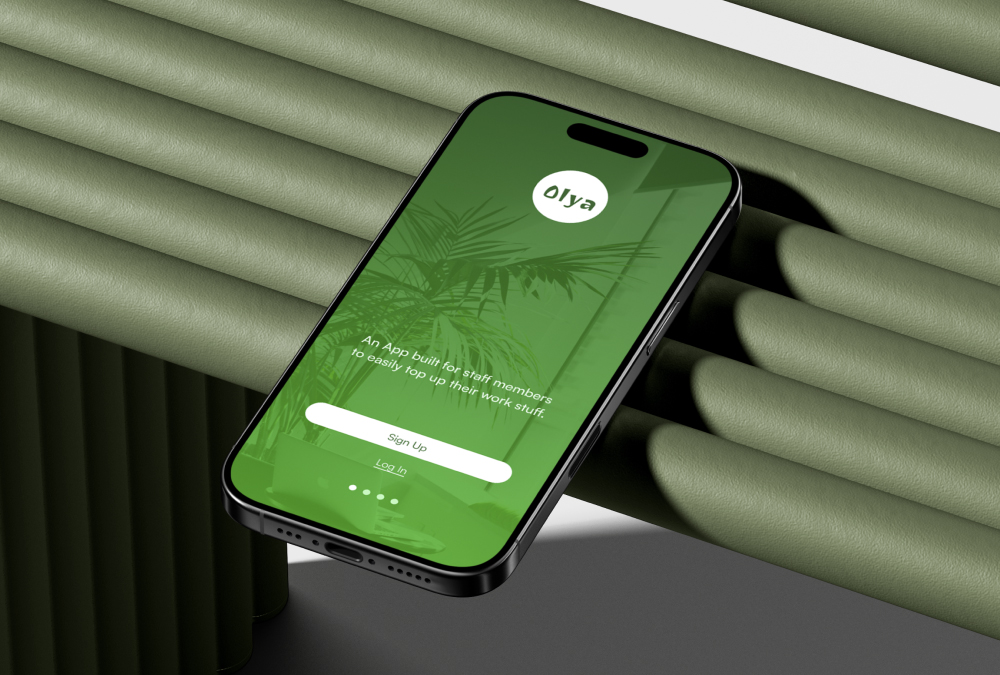 Olya
An App built for staff members
to easily top up their work stuff.
Sign Up
Log In